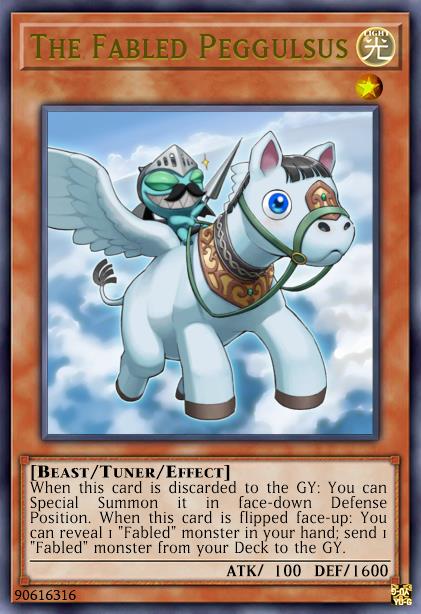 THE FABLED PEGGULSUS
LIGHT
光
[BEAST/TUNER/EFFECT]
When this card is discarded to the GY: You can
Special Summon it in face-down Defense
Position. When this card is flipped face-up: You
can reveal 1 "Fabled" monster in your hand; send 1
"Fabled" monster from your Deck to the GY.
ATK/ 100 DEF/1600
90616316